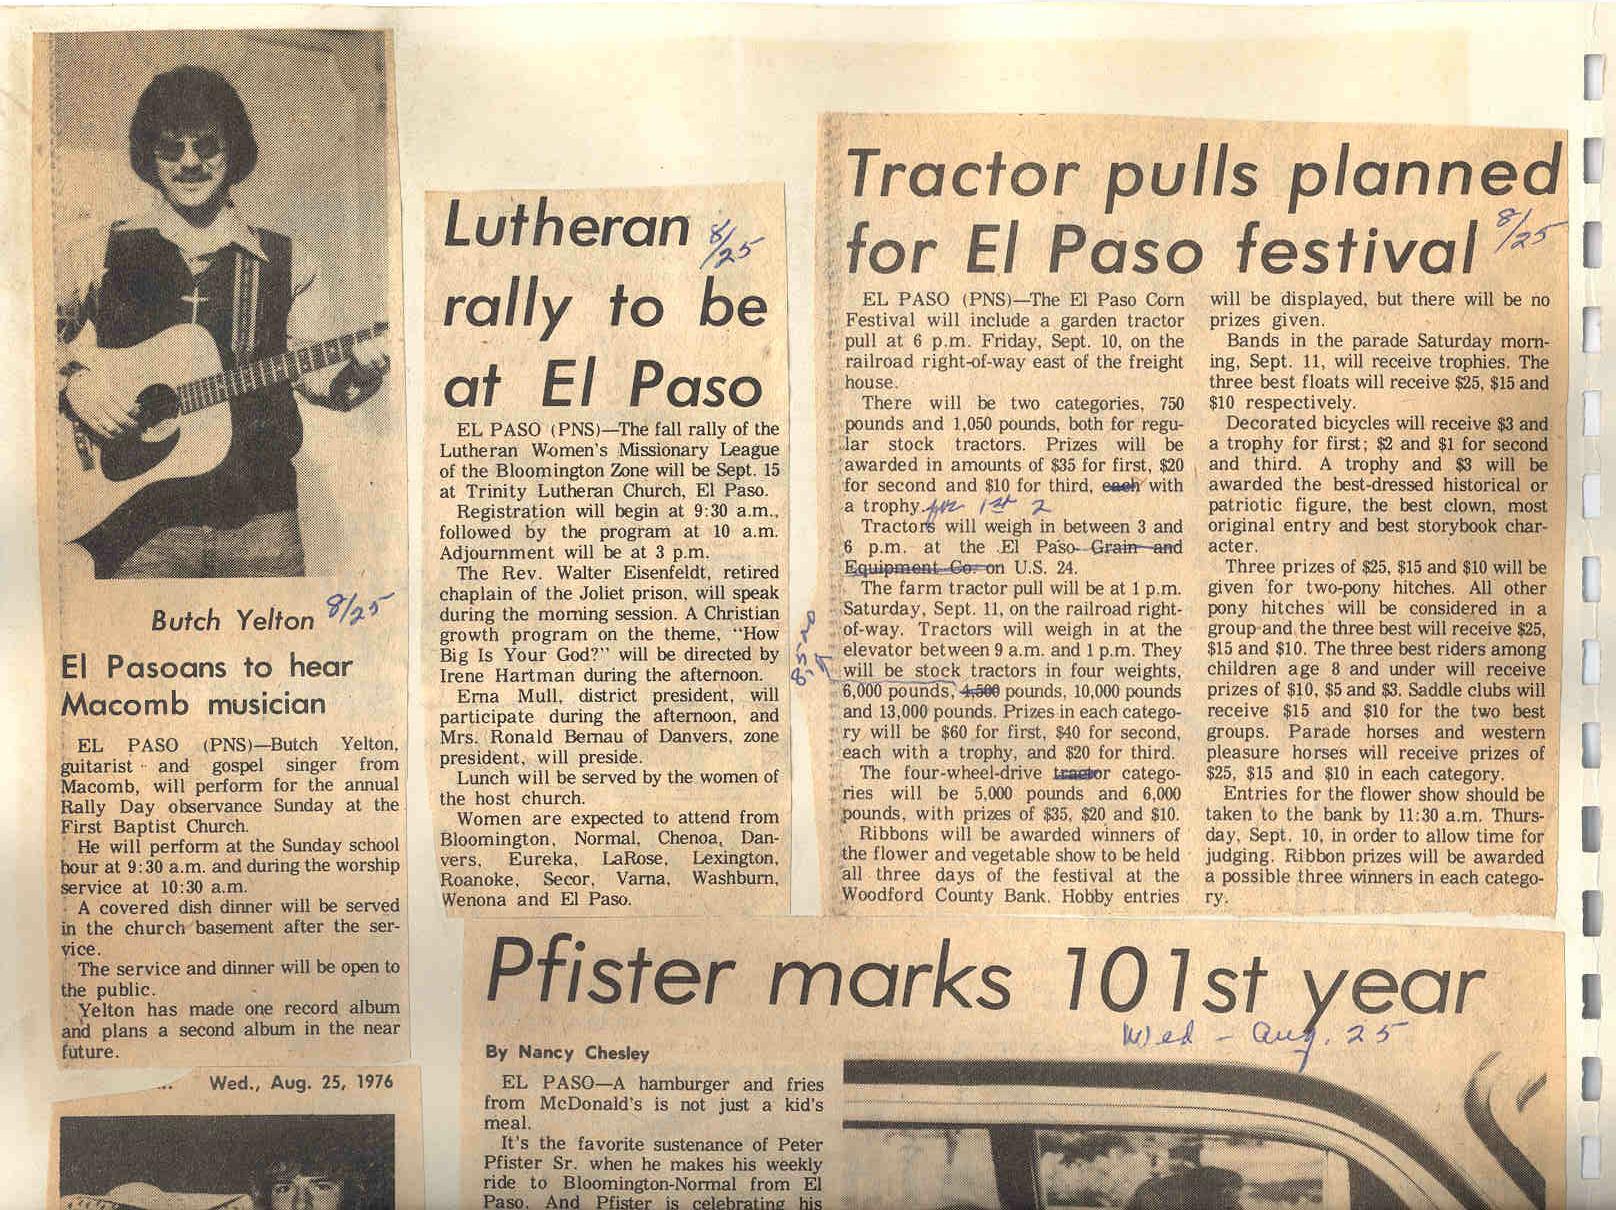 Butch Yelton 8/25
El Pasoans to hear
Macomb musician
EL PASO (PNS)—Butch Yelton,
guitarist and gospel singer from
Macomb, will perform for the annual
Rally Day observance Sunday at the
First Baptist Church.
He will perform at the Sunday school
hour at 9:30 a.m. and during the worship
service at 10:30 a.m.
A covered dish dinner will be served
in the church basement after the ser-
vice.
The service and dinner will be open to
the public.
Yelton has made one record album
and plans a second album in the near
future.
Wed., Aug. 25, 1976
Lutheran 8/25
rally to be
at El Paso
EL PASO (PNS)—The fall rally of the
Lutheran Women's Missionary League
of the Bloomington Zone will be Sept. 15
at Trinity Lutheran Church, El Paso.
Registration will begin at 9:30 a.m.,
followed by the program at 10 a.m.
Adjournment will be at 3 p.m.
The Rev. Walter Eisenfeldt, retired
chaplain of the Joliet prison, will speak
during the morning session. A Christian
growth program on the theme, "How
Big Is Your God?" will be directed by
Irene Hartman during the afternoon.
Erna Mull, district president, will
participate during the afternoon, and
Mrs. Ronald Bernau of Danvers, zone
president, will preside.
Lunch will be served by the women of
the host church.
Women are expected to attend from
Bloomington, Normal, Chenoa, Dan-
vers, Eureka, LaRose, Lexington,
Roanoke, Secor, Varna, Washburn,
Wenona and El Paso.
Tractor pulls planned
for El Paso festival 8/25
EL PASO (PNS)—The El Paso Corn
Festival will include a garden tractor
pull at 6 p.m. Friday, Sept. 10, on the
railroad right-of-way east of the freight
house.
There will be two categories, 750
pounds and 1,050 pounds, both for regu-
lar stock tractors. Prizes will be
awarded in amounts of $35 for first, $20
for second and $10 for third, each with
a trophy. for 1st 2
Tractors will weigh in between 3 and
6 p.m. at the El Paso Grain and
Equipment Co. on U.S. 24.
The farm tractor pull will be at 1 p.m.
Saturday, Sept. 11, on the railroad right-
of-way. Tractors will weigh in at the
elevator between 9 a.m. and 1 p.m. They
will be stock tractors in four weights,
8,500
6,000 pounds, 4,500 pounds, 10,000 pounds
and 13,000 pounds. Prizes in each catego-
ry will be $60 for first, $40 for second,
each with a trophy, and $20 for third.
The four-wheel-drive tractor catego-
ries will be 5,000 pounds and 6,000
pounds, with prizes of $35, $20 and $10.
Ribbons will be awarded winners of
the flower and vegetable show to be held
all three days of the festival at the
Woodford County Bank. Hobby entries
will be displayed, but there will be no
prizes given.
Bands in the parade Saturday morn-
ing, Sept. 11, will receive trophies. The
three best floats will receive $25, $15 and
$10 respectively.
Decorated bicycles will receive $3 and
a trophy for first; $2 and $1 for second
and third. A trophy and $3 will be
awarded the best-dressed historical or
patriotic figure, the best clown, most
original entry and best storybook char-
acter.
Three prizes of $25, $15 and $10 will be
given for two-pony hitches. All other
pony hitches will be considered in a
group and the three best will receive $25,
$15 and $10. The three best riders among
children age 8 and under will receive
prizes of $10, $5 and $3. Saddle clubs will
receive $15 and $10 for the two best
groups. Parade horses and western
pleasure horses will receive prizes of
$25, $15 and $10 in each category.
Entries for the flower show should be
taken to the bank by 11:30 a.m. Thurs-
day, Sept. 10, in order to allow time for
judging. Ribbon prizes will be awarded
a possible three winners in each catego-
ry.
Pfister marks 101st year
Wed - Aug. 25
By Nancy Chesley
EL PASO—A hamburger and fries
from McDonald's is not just a kid's
meal.
It's the favorite sustenance of Peter
Pfister Sr. when he makes his weekly
ride to Bloomington-Normal from El
Paso. And Pfister is celebrating his